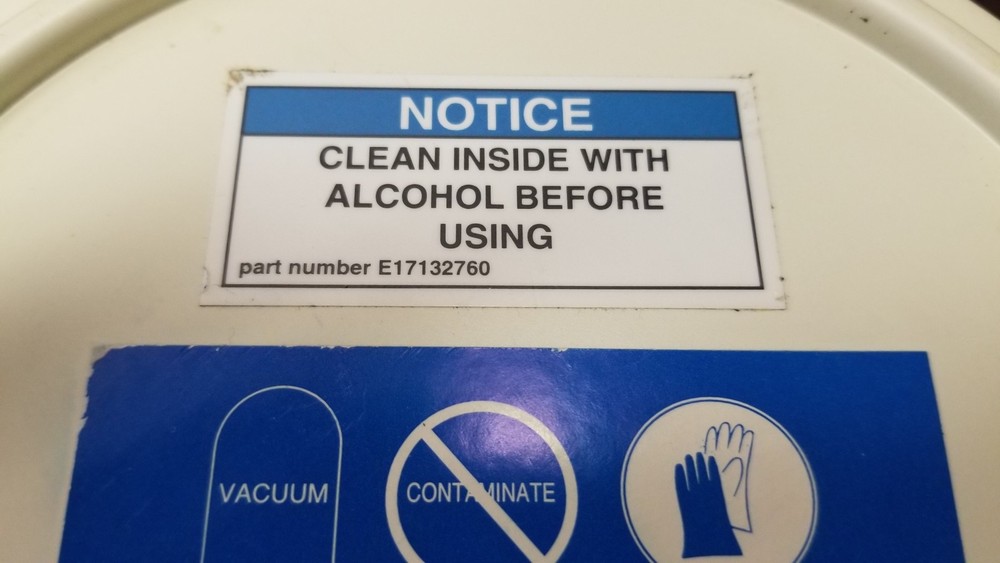 NOTICE
CLEAN INSIDE WITH
ALCOHOL BEFORE
USING
part number E17132760
VACUUM
CONTAMINATE